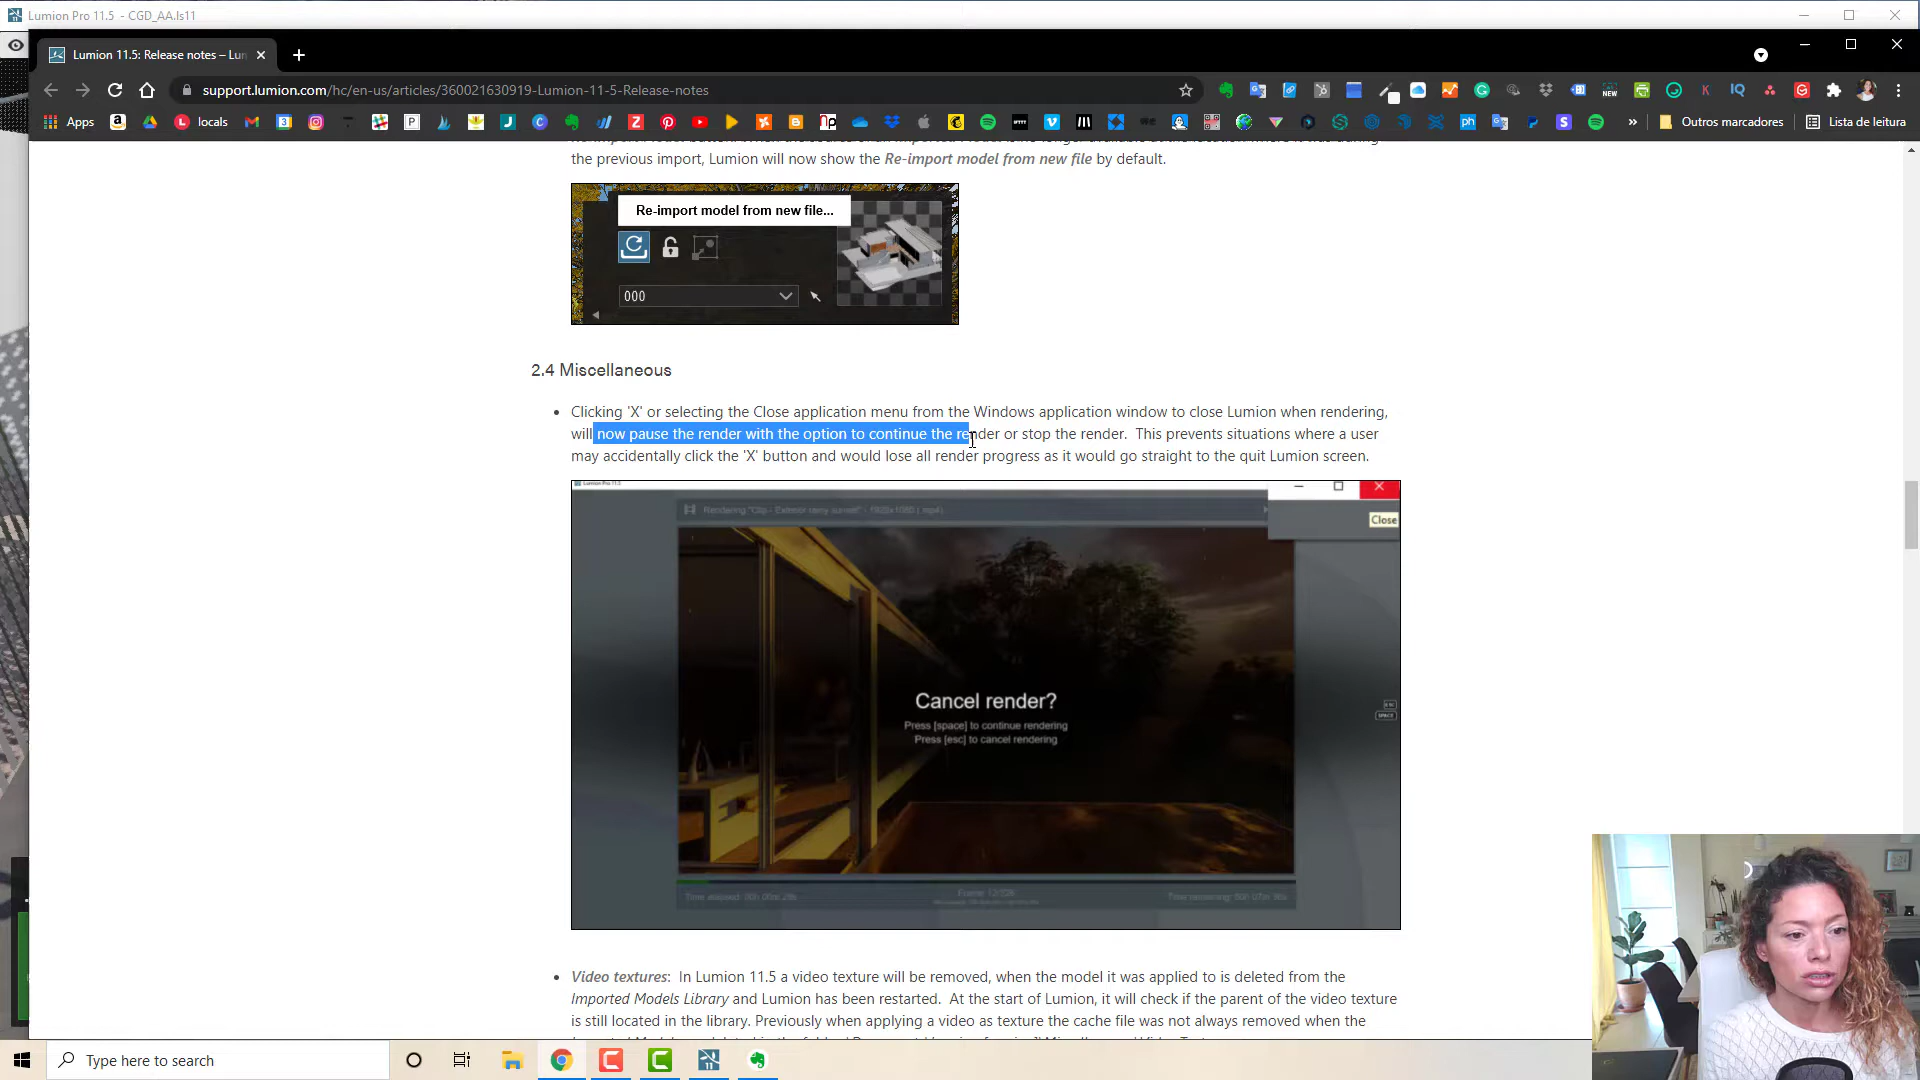 Lumion Pro 11.5 - CGD_AA.ls11
Lumion 11.5: Release notes – Lun
support.lumion.com/hc/en-us/articles/360021630919-Lumion-11-5-Release-notes
Apps
locals
Outros marcadores
Lista de leitura
the previous import, Lumion will now show the Re-import model from new file by default.
Re-import model from new file...
000
2.4 Miscellaneous
• Clicking 'X' or selecting the Close application menu from the Windows application window to close Lumion when rendering,
will now pause the render with the option to continue the render or stop the render. This prevents situations where a user
may accidentally click the 'X' button and would lose all render progress as it would go straight to the quit Lumion screen.
Lumion Pro 11.5
Close
Cancel render?
Press [space] to continue rendering
Press [esc] to cancel rendering
ESC
SPACE
• Video textures: In Lumion 11.5 a video texture will be removed, when the model it was applied to is deleted from the
Imported Models Library and Lumion has been restarted. At the start of Lumion, it will check if the parent of the video texture
is still located in the library. Previously when applying a video as texture the cache file was not always removed when the
Type here to search